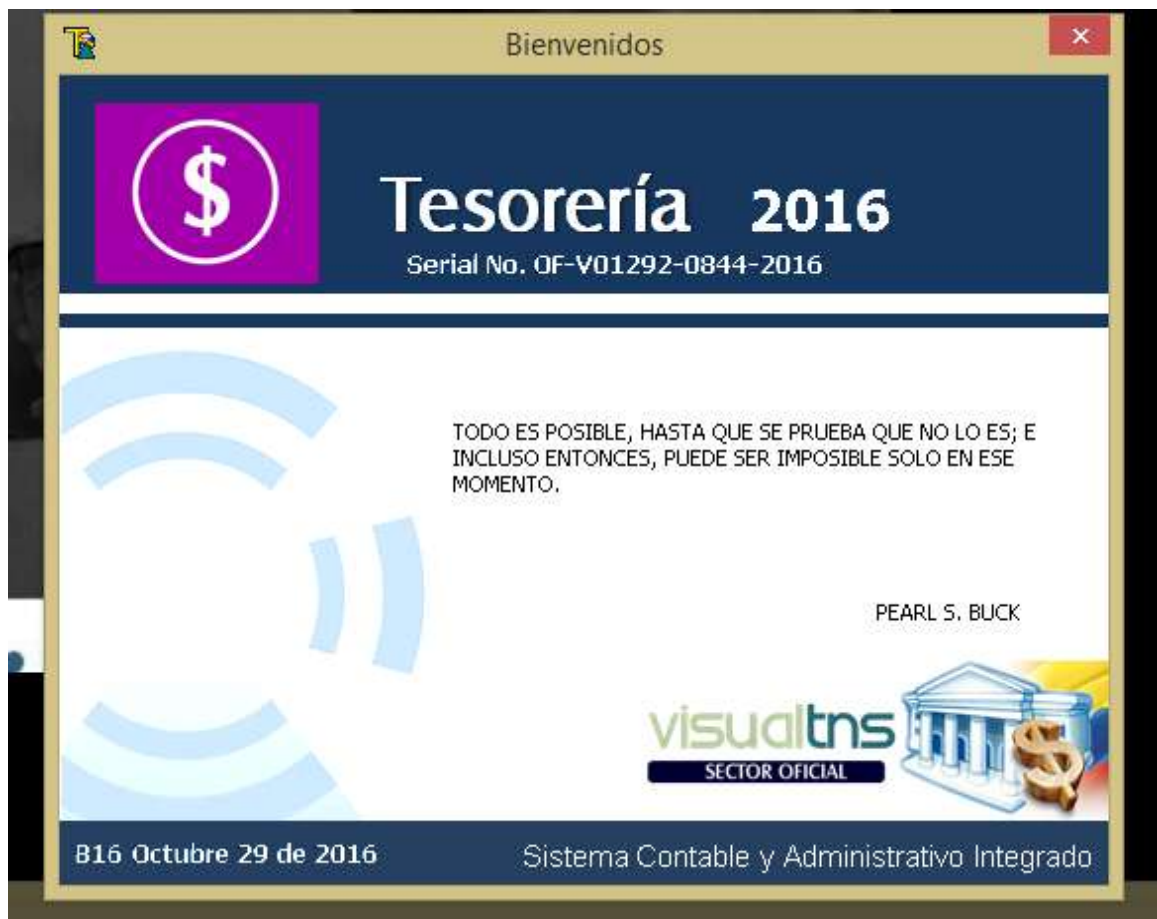 Bienvenidos
$
Tesorería 2016
Serial No. OF-V01292-0844-2016
TODO ES POSIBLE, HASTA QUE SE PRUEBA QUE NO LO ES; E
INCLUSO ENTONCES, PUEDE SER IMPOSIBLE SOLO EN ESE
MOMENTO.
PEARL S. BUCK
visualtns
SECTOR OFICIAL
B16 Octubre 29 de 2016
Sistema Contable y Administrativo Integrado